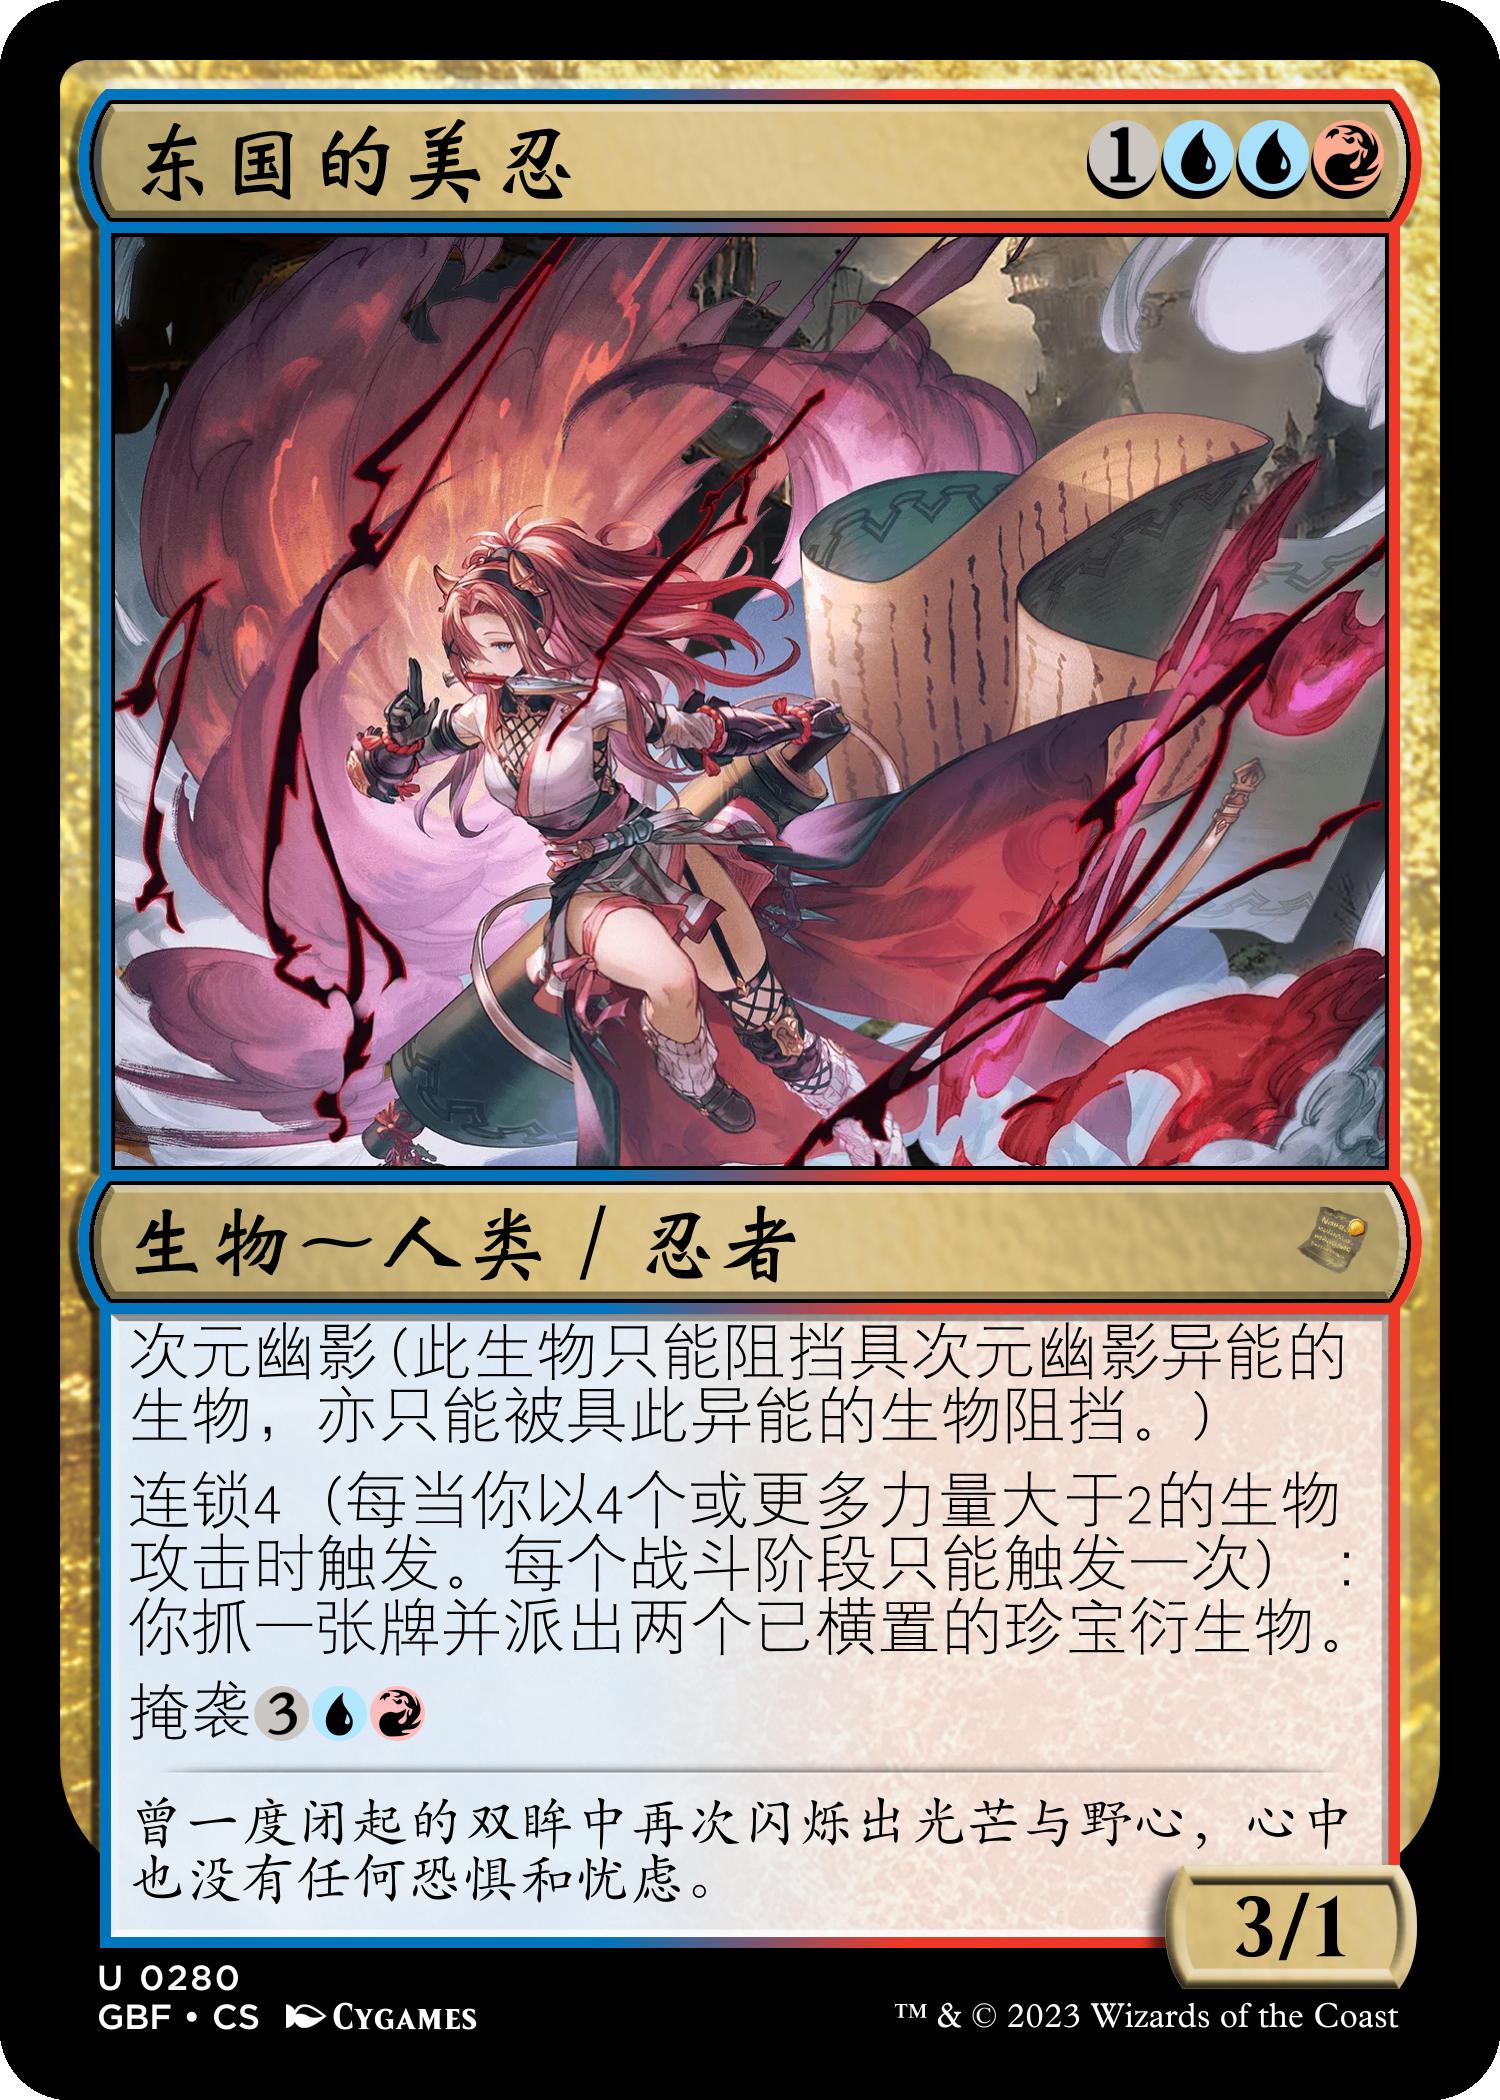 东国的美忍 1
生物～人类 / 忍者
次元幽影(此生物只能阻挡具次元幽影异能的
生物，亦只能被具此异能的生物阻挡。)
连锁4 (每当你以4个或更多力量大于2的生物
攻击时触发。每个战斗阶段只能触发一次) :
你抓一张牌并派出两个已横置的珍宝衍生物。
掩袭3
曾一度闭起的双眸中再次闪烁出光芒与野心，心中
也没有任何恐惧和忧虑。
3/1
U 0280
GBF • CS CYGAMES
™ & © 2023 Wizards of the Coast